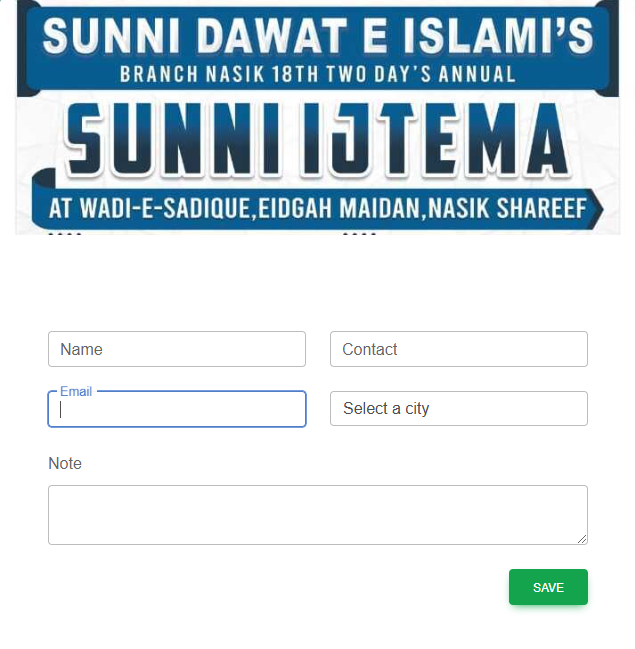 SUNNI DAWAT E ISLAMI'S
BRANCH NASIK 18TH TWO DAY'S ANNUAL
SUNNI IJTEMA
AT WADI-E-SADIQUE,EIDGAH MAIDAN,NASIK SHAREEF
Name
Contact
Email
Select a city
Note
SAVE